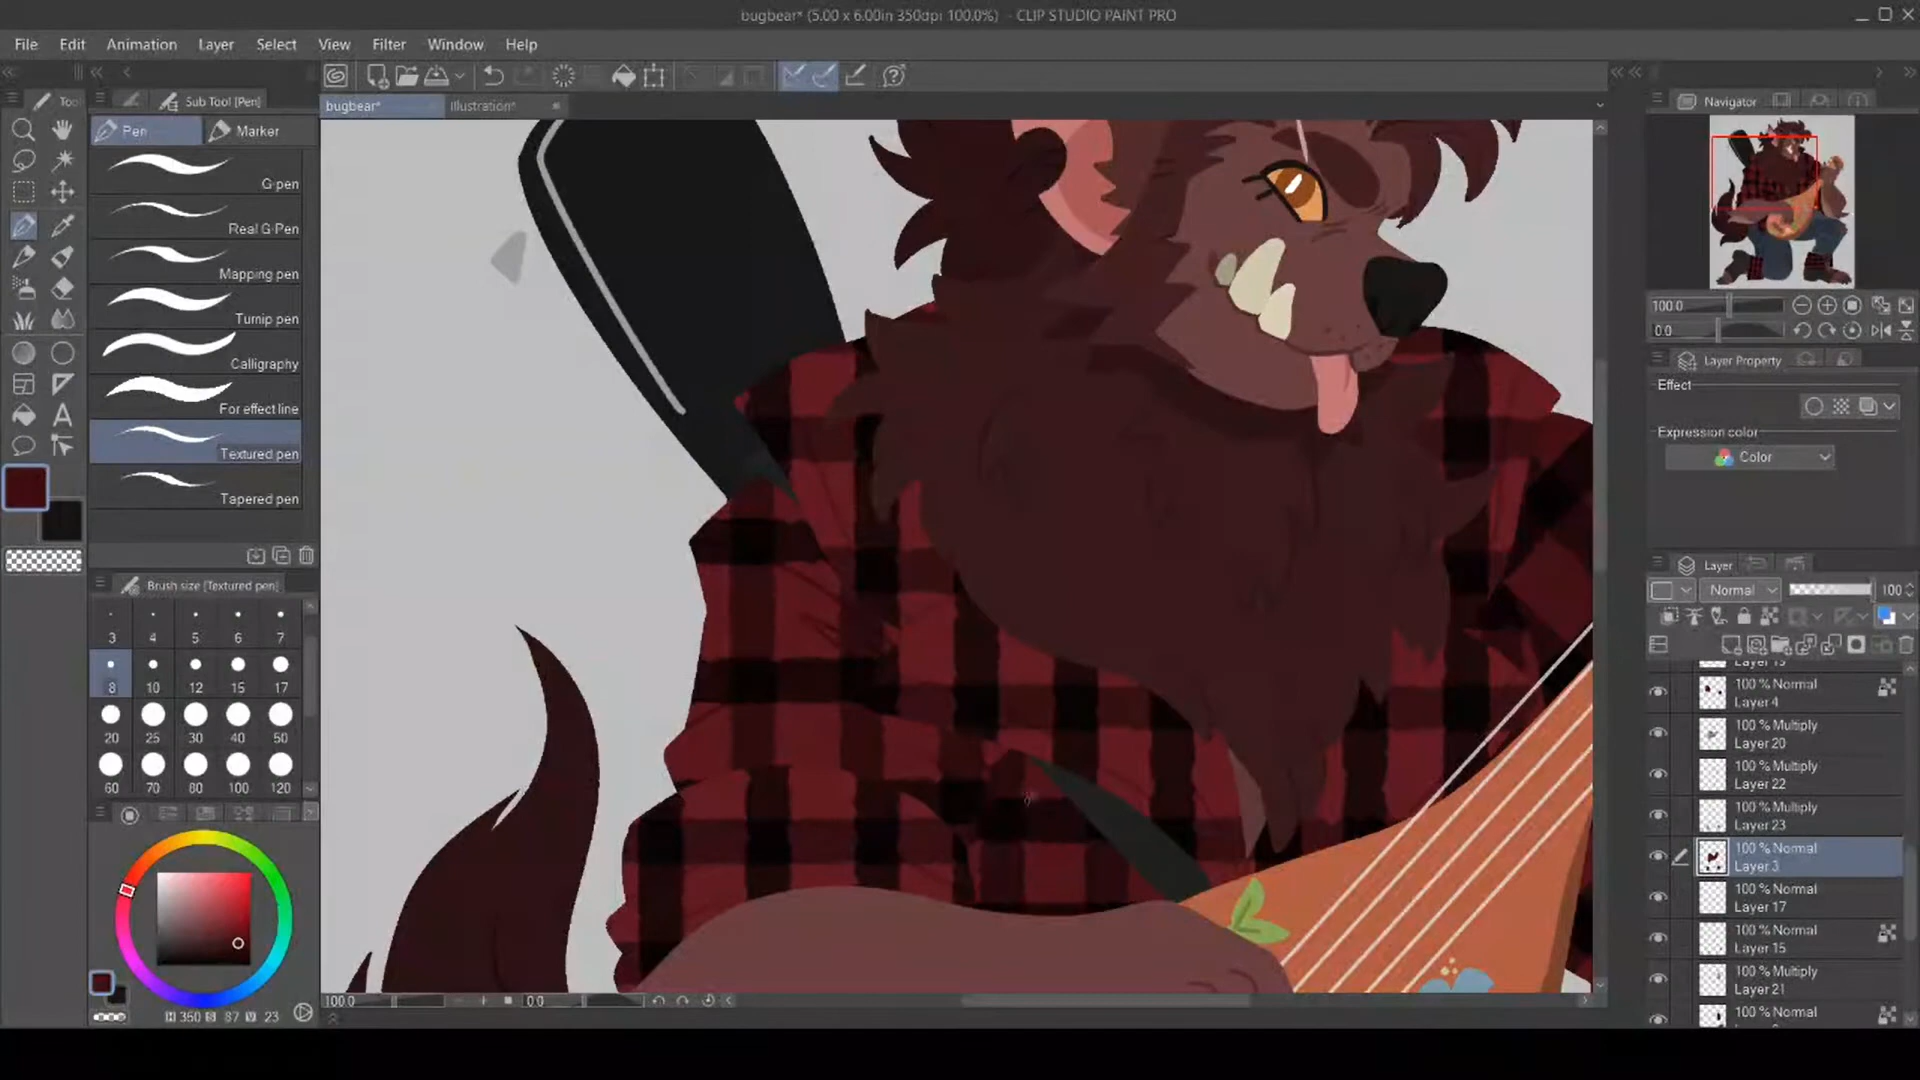 bugbear* (5.00 x 6.00in 350dpi 100.0%) - CLIP STUDIO PAINT PRO
File Edit Animation Layer Select View Filter Window Help
Sub Tool [Pen]
Navigator
bugbear* Illustration*
Pen Marker
G-pen
Real G-Pen
Mapping pen
Turnip pen
Calligraphy
For effect line
Textured pen
Tapered pen
Brush size [Textured pen]
3 4 5 6 7
8 10 12 15 17
20 25 30 40 50
60 70 80 100 120
H 350 S 87 V 23
100.0 0.0
100.0
0.0
Layer Property
Effect
Expression color
Color
Layer
Normal 100
Layer 19
100 % Normal
Layer 4
100 % Multiply
Layer 20
100 % Multiply
Layer 22
100 % Multiply
Layer 23
100 % Normal
Layer 3
100 % Normal
Layer 17
100 % Normal
Layer 15
100 % Multiply
Layer 21
100 % Normal